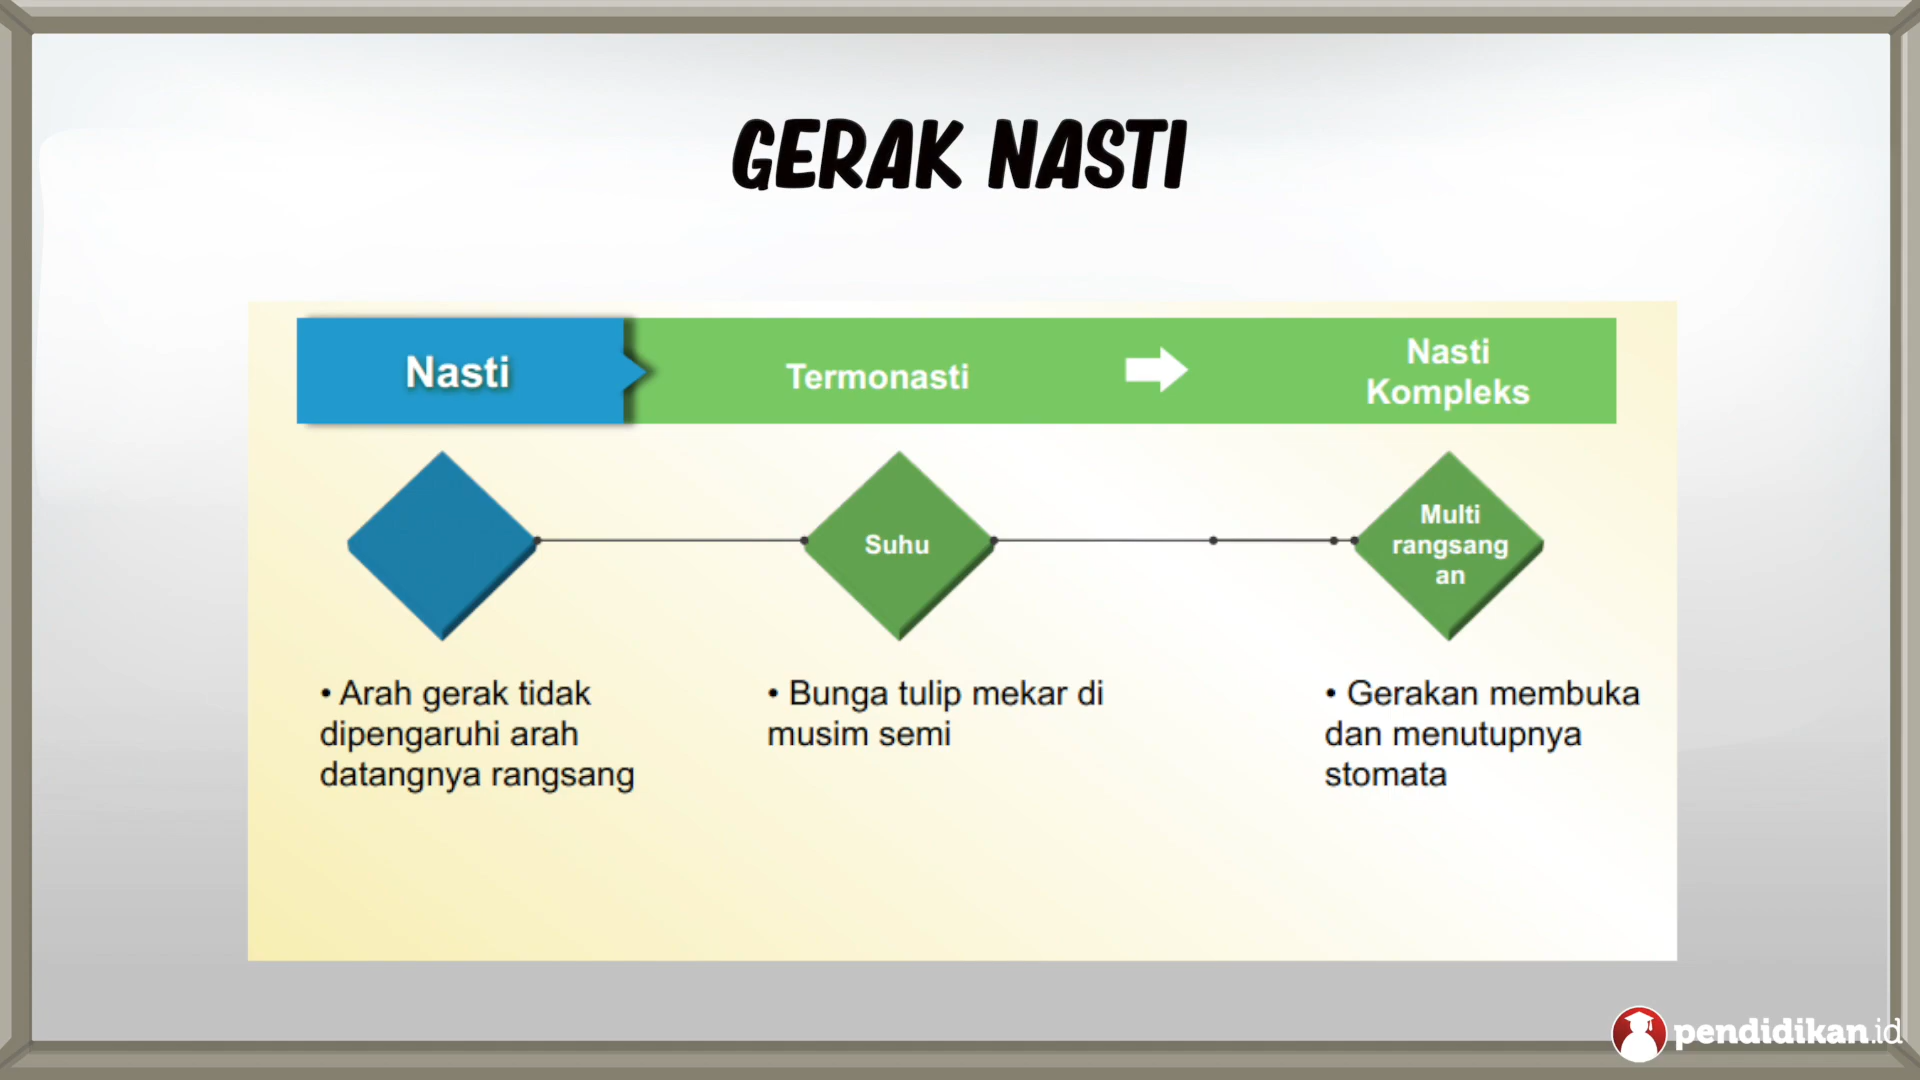 GERAK NASTI
Nasti
Termonasti
Nasti
Kompleks
Suhu
Multi
rangsang
an
• Arah gerak tidak
dipengaruhi arah
datangnya rangsang
• Bunga tulip mekar di
musim semi
• Gerakan membuka
dan menutupnya
stomata
pendidikan.id